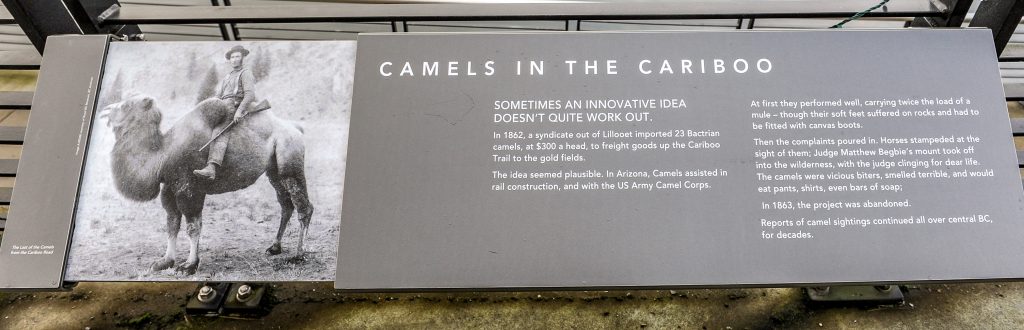 CAMELS IN THE CARIBOO
SOMETIMES AN INNOVATIVE IDEA
DOESN'T QUITE WORK OUT.
In 1862, a syndicate out of Lillooet imported 23 Bactrian
camels, at $300 a head, to freight goods up the Cariboo
Trail to the gold fields.
The idea seemed plausible. In Arizona, Camels assisted in
rail construction, and with the US Army Camel Corps.
At first they performed well, carrying twice the load of a
mule – though their soft feet suffered on rocks and had to
be fitted with canvas boots.
Then the complaints poured in. Horses stampeded at the
sight of them; Judge Matthew Begbie's mount took off
into the wilderness, with the judge clinging for dear life.
The camels were vicious biters, smelled terrible, and would
eat pants, shirts, even bars of soap;
In 1863, the project was abandoned.
Reports of camel sightings continued all over central BC,
for decades.
The Last of the Camels
from the Cariboo Road